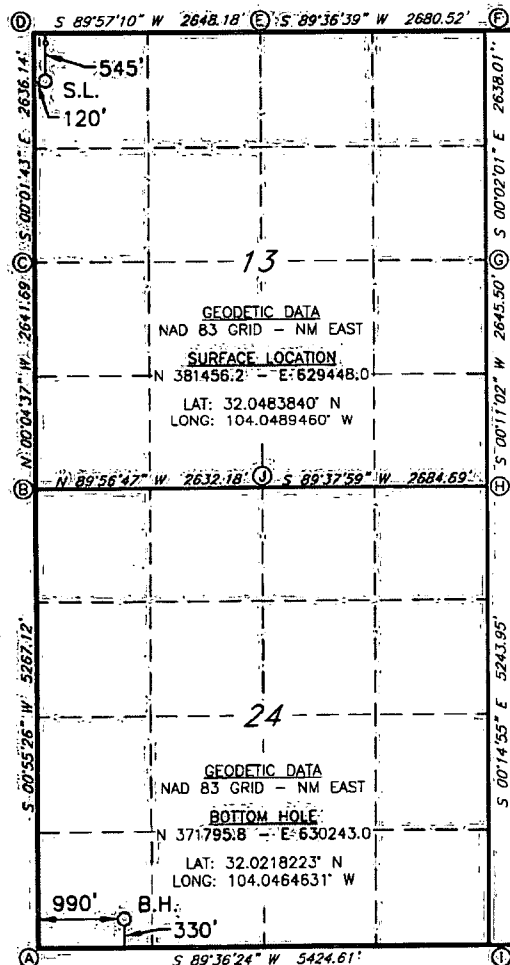 D S 89°57'10" W 2648.18' E S 89°36'39" W 2680.52' F
S 00°01'43" E 2636.14'
545'
S.L.
120'
S 00°02'01" E 2638.01'
C
13
G
N 00°04'37" W 2641.69'
GEODETIC DATA
NAD 83 GRID - NM EAST
SURFACE LOCATION
N 381456.2 - E 629448.0
LAT: 32.0483840° N
LONG: 104.0489460° W
S 00°11'02" W 2645.50'
B N 89°56'47" W 2632.18' J S 89°37'59" W 2684.69' H
S 00°55'26" W 5267.12'
24
S 00°14'55" E 5243.95'
GEODETIC DATA
NAD 83 GRID - NM EAST
BOTTOM HOLE
N 371795.8 - E 630243.0
LAT: 32.0218223° N
LONG: 104.0464631° W
990'
B.H.
330'
A S 89°36'24" W 5424.61' I